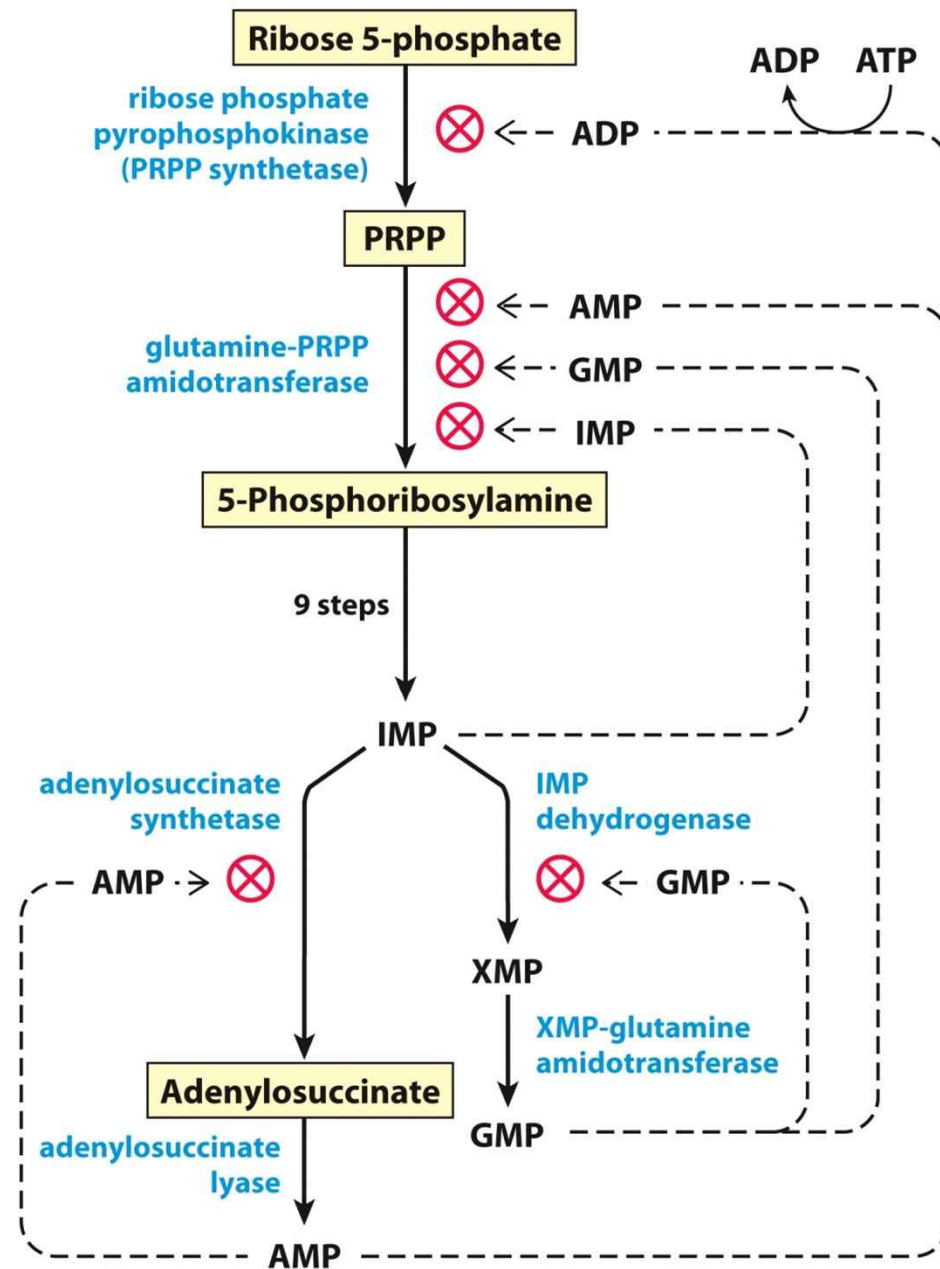 Ribose 5-phosphate
ADP ATP
ribose phosphate
pyrophosphokinase
(PRPP synthetase)
ADP
PRPP
AMP
glutamine-PRPP
amidotransferase
GMP
IMP
5-Phosphoribosylamine
9 steps
IMP
adenylosuccinate
synthetase
IMP
dehydrogenase
AMP
GMP
XMP
XMP-glutamine
amidotransferase
Adenylosuccinate
GMP
adenylosuccinate
lyase
AMP